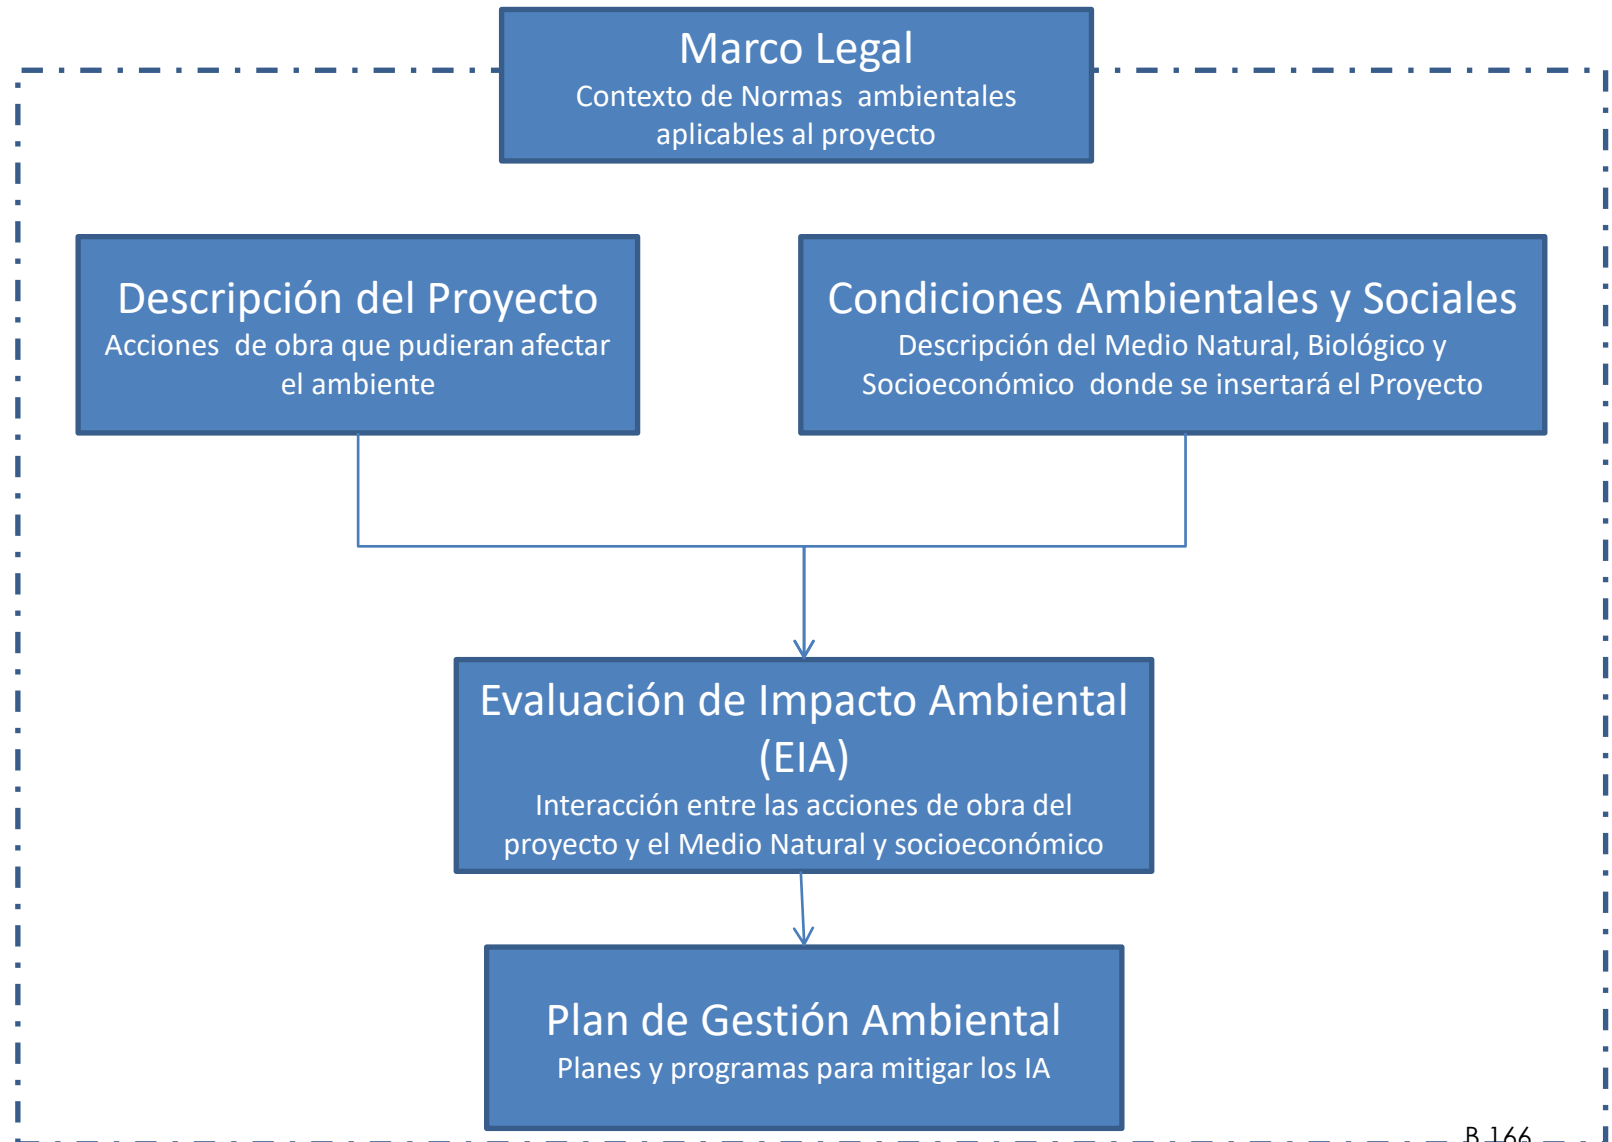 Marco Legal
Contexto de Normas ambientales
aplicables al proyecto
Descripción del Proyecto
Acciones de obra que pudieran afectar
el ambiente
Condiciones Ambientales y Sociales
Descripción del Medio Natural, Biológico y
Socioeconómico donde se insertará el Proyecto
Evaluación de Impacto Ambiental
(EIA)
Interacción entre las acciones de obra del
proyecto y el Medio Natural y socioeconómico
Plan de Gestión Ambiental
Planes y programas para mitigar los IA
B.166